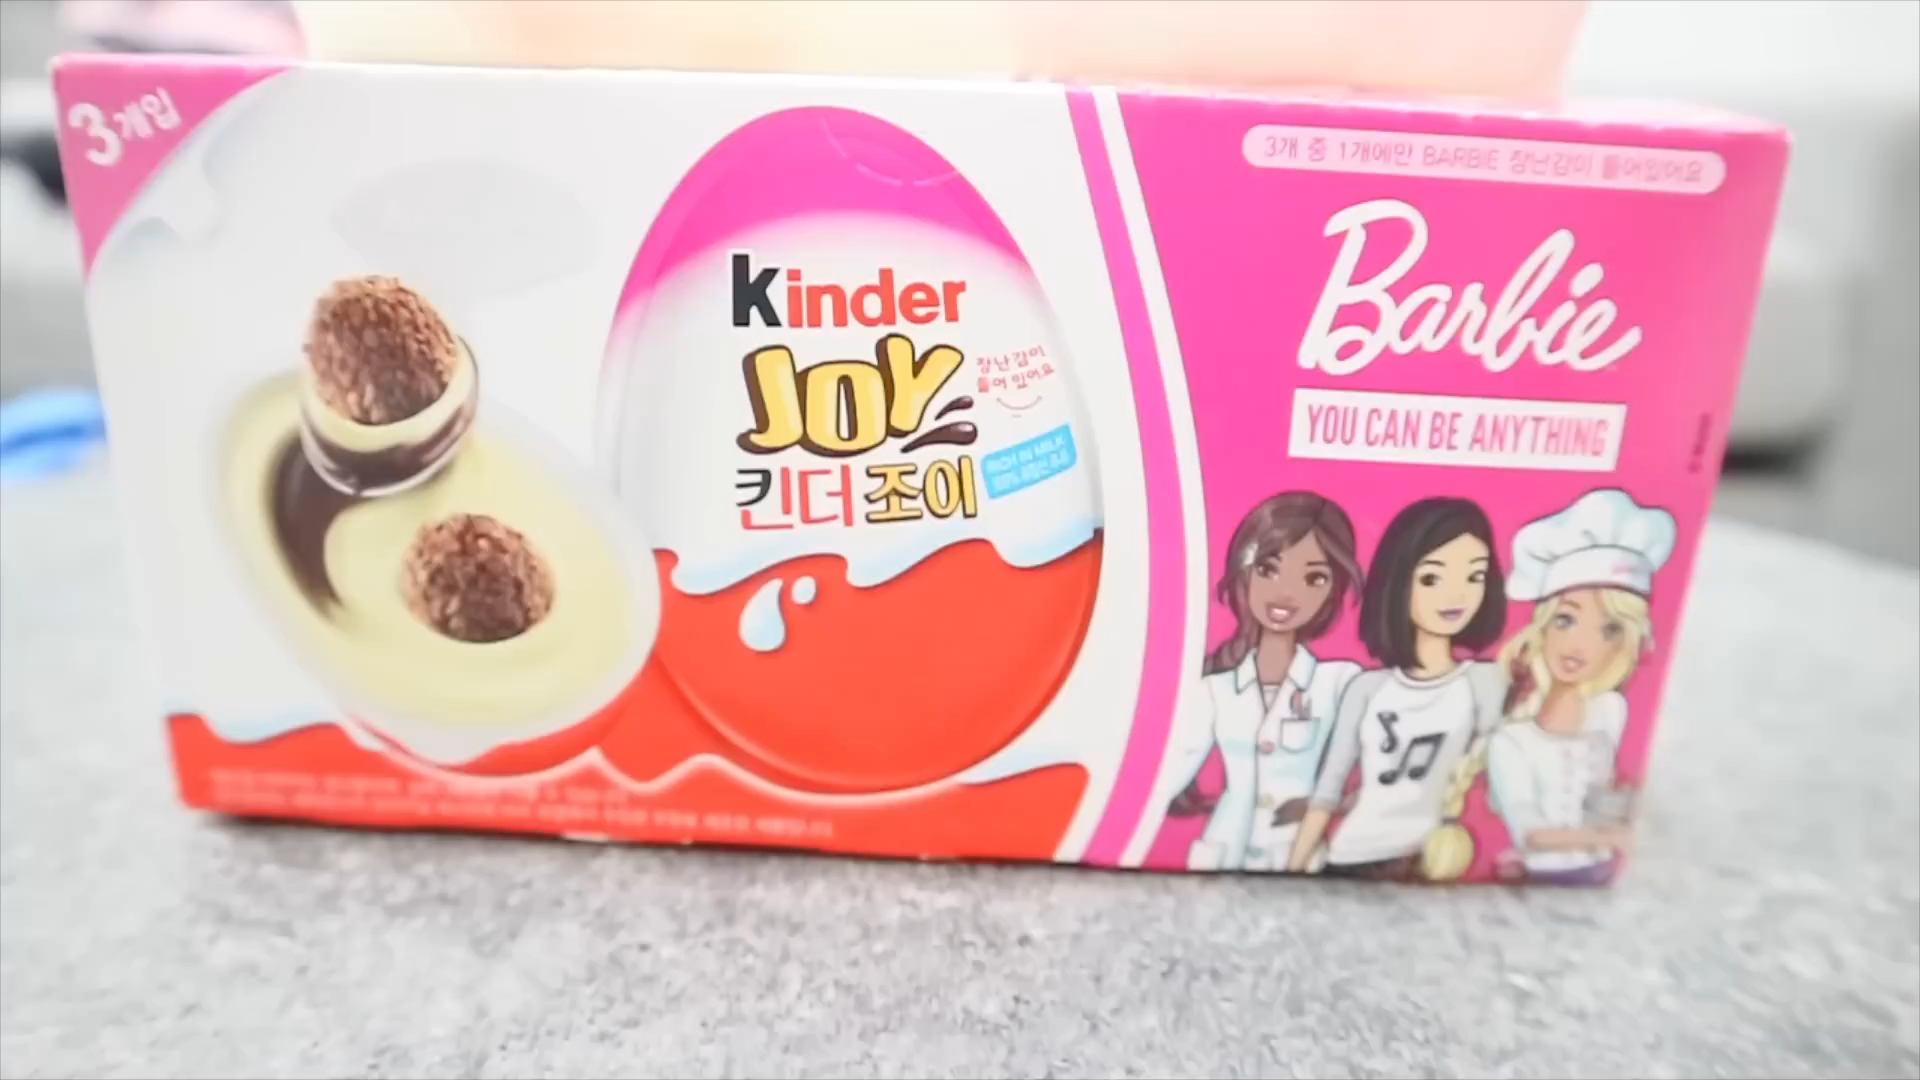 3개입
kinder
JOY
킨더 조이
장난감이
들어 있어요
RICH IN MILK
3개 중 1개에만 BARBIE 장난감이 들어있어요
Barbie
YOU CAN BE ANYTHING